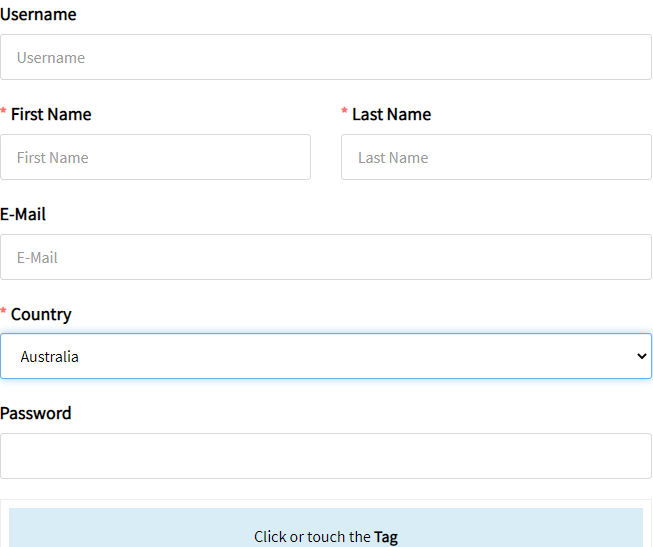 Username
Username
* First Name * Last Name
First Name Last Name
E-Mail
E-Mail
* Country
Australia
Password
Click or touch the Tag